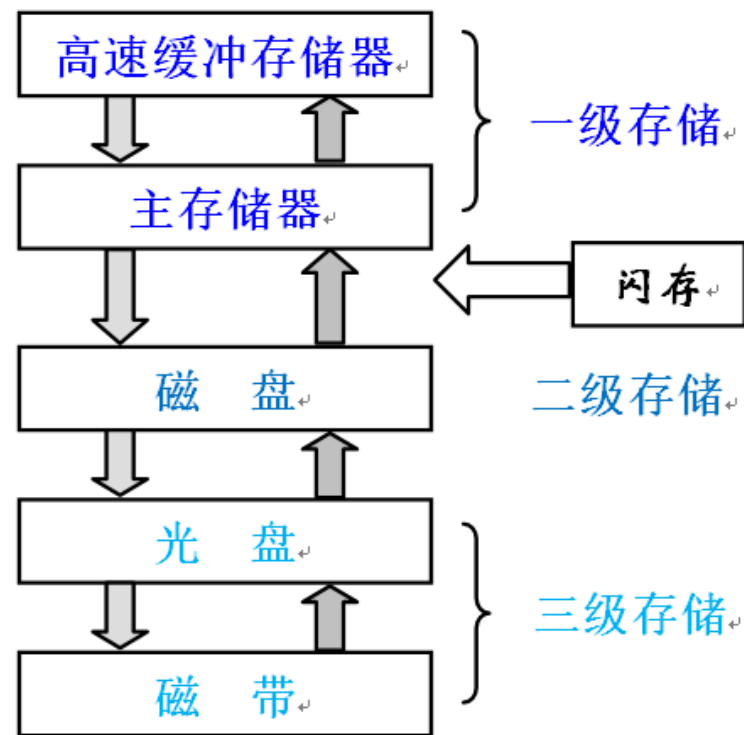 高速缓冲存储器
一级存储
主存储器
闪存
磁 盘
二级存储
光 盘
三级存储
磁 带